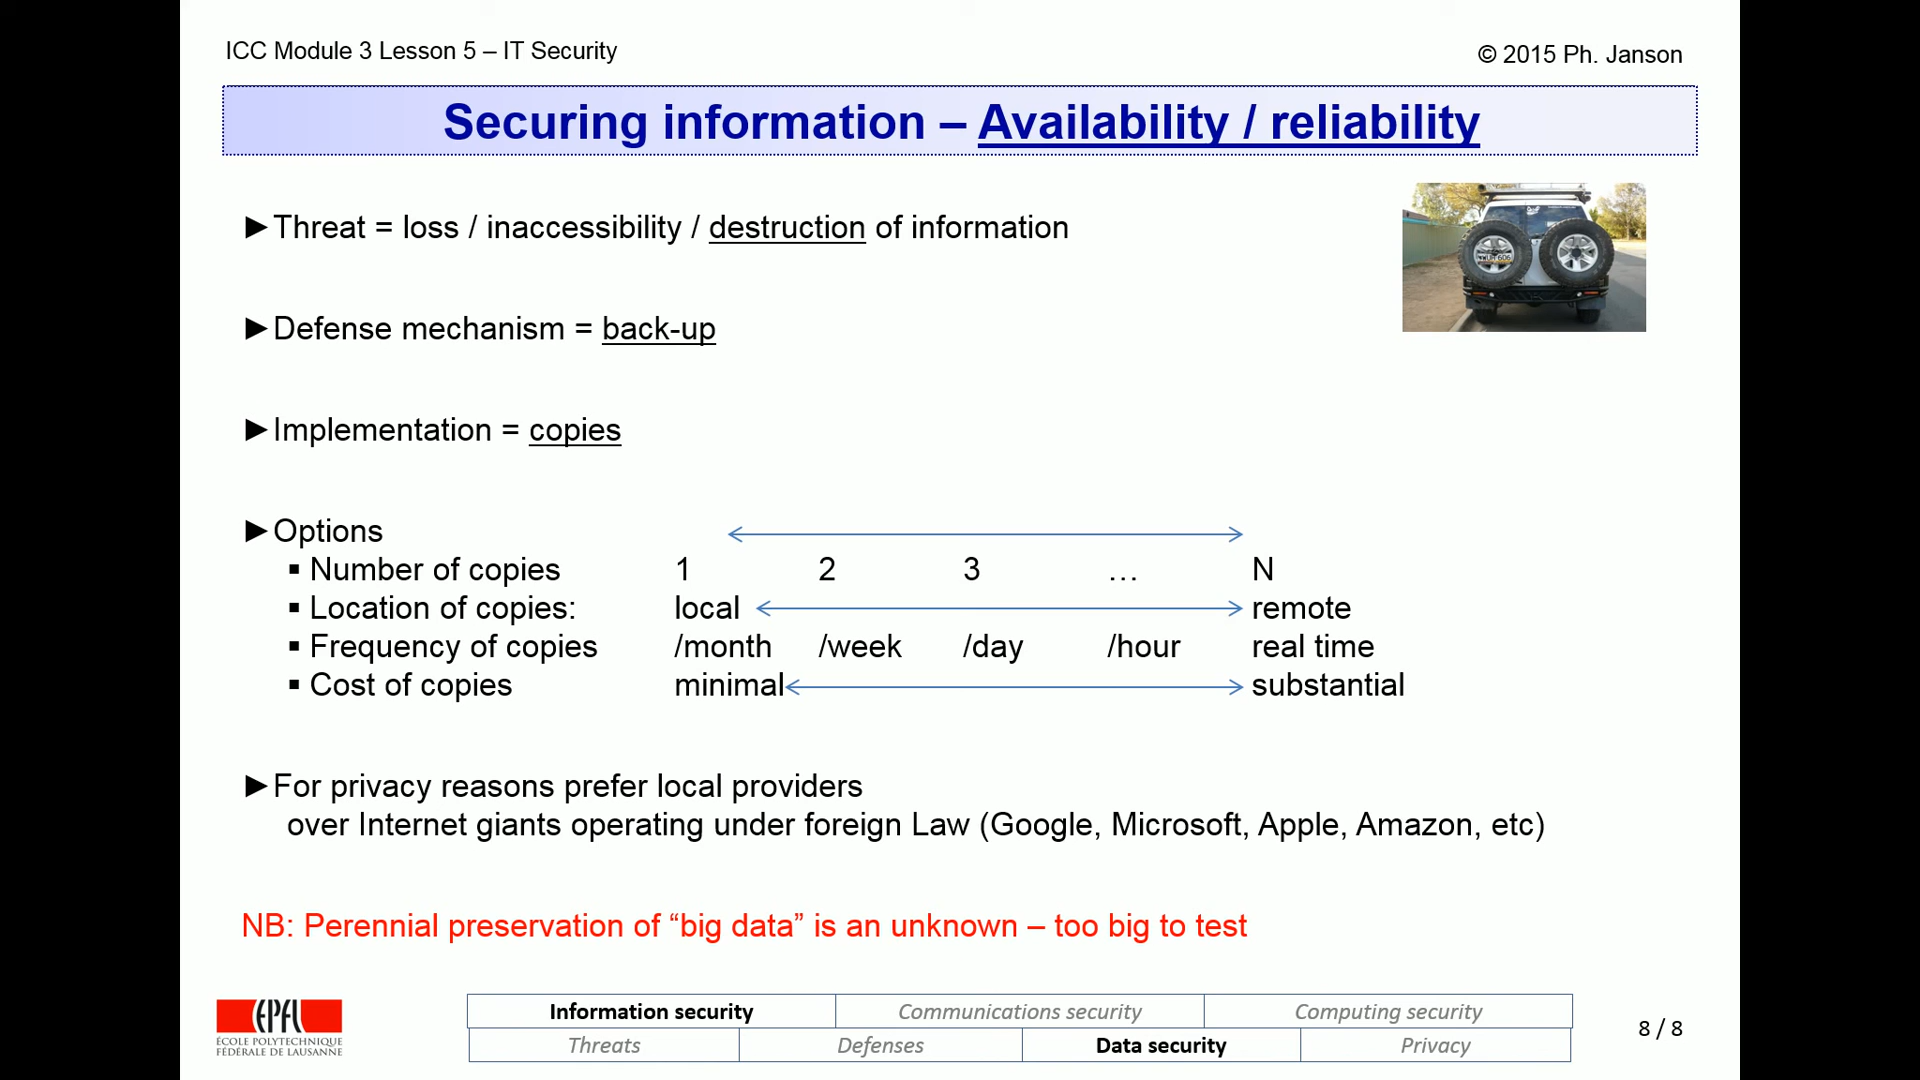 ICC Module 3 Lesson 5 – IT Security
© 2015 Ph. Janson
Securing information – Availability / reliability
►Threat = loss / inaccessibility / destruction of information
►Defense mechanism = back-up
►Implementation = copies
►Options
▪ Number of copies 1 2 3 … N
▪ Location of copies: local remote
▪ Frequency of copies /month /week /day /hour real time
▪ Cost of copies minimal substantial
►For privacy reasons prefer local providers
over Internet giants operating under foreign Law (Google, Microsoft, Apple, Amazon, etc)
NB: Perennial preservation of “big data” is an unknown – too big to test
EPFL
ÉCOLE POLYTECHNIQUE
FÉDÉRALE DE LAUSANNE
Information security Communications security Computing security
Threats Defenses Data security Privacy
8 / 8